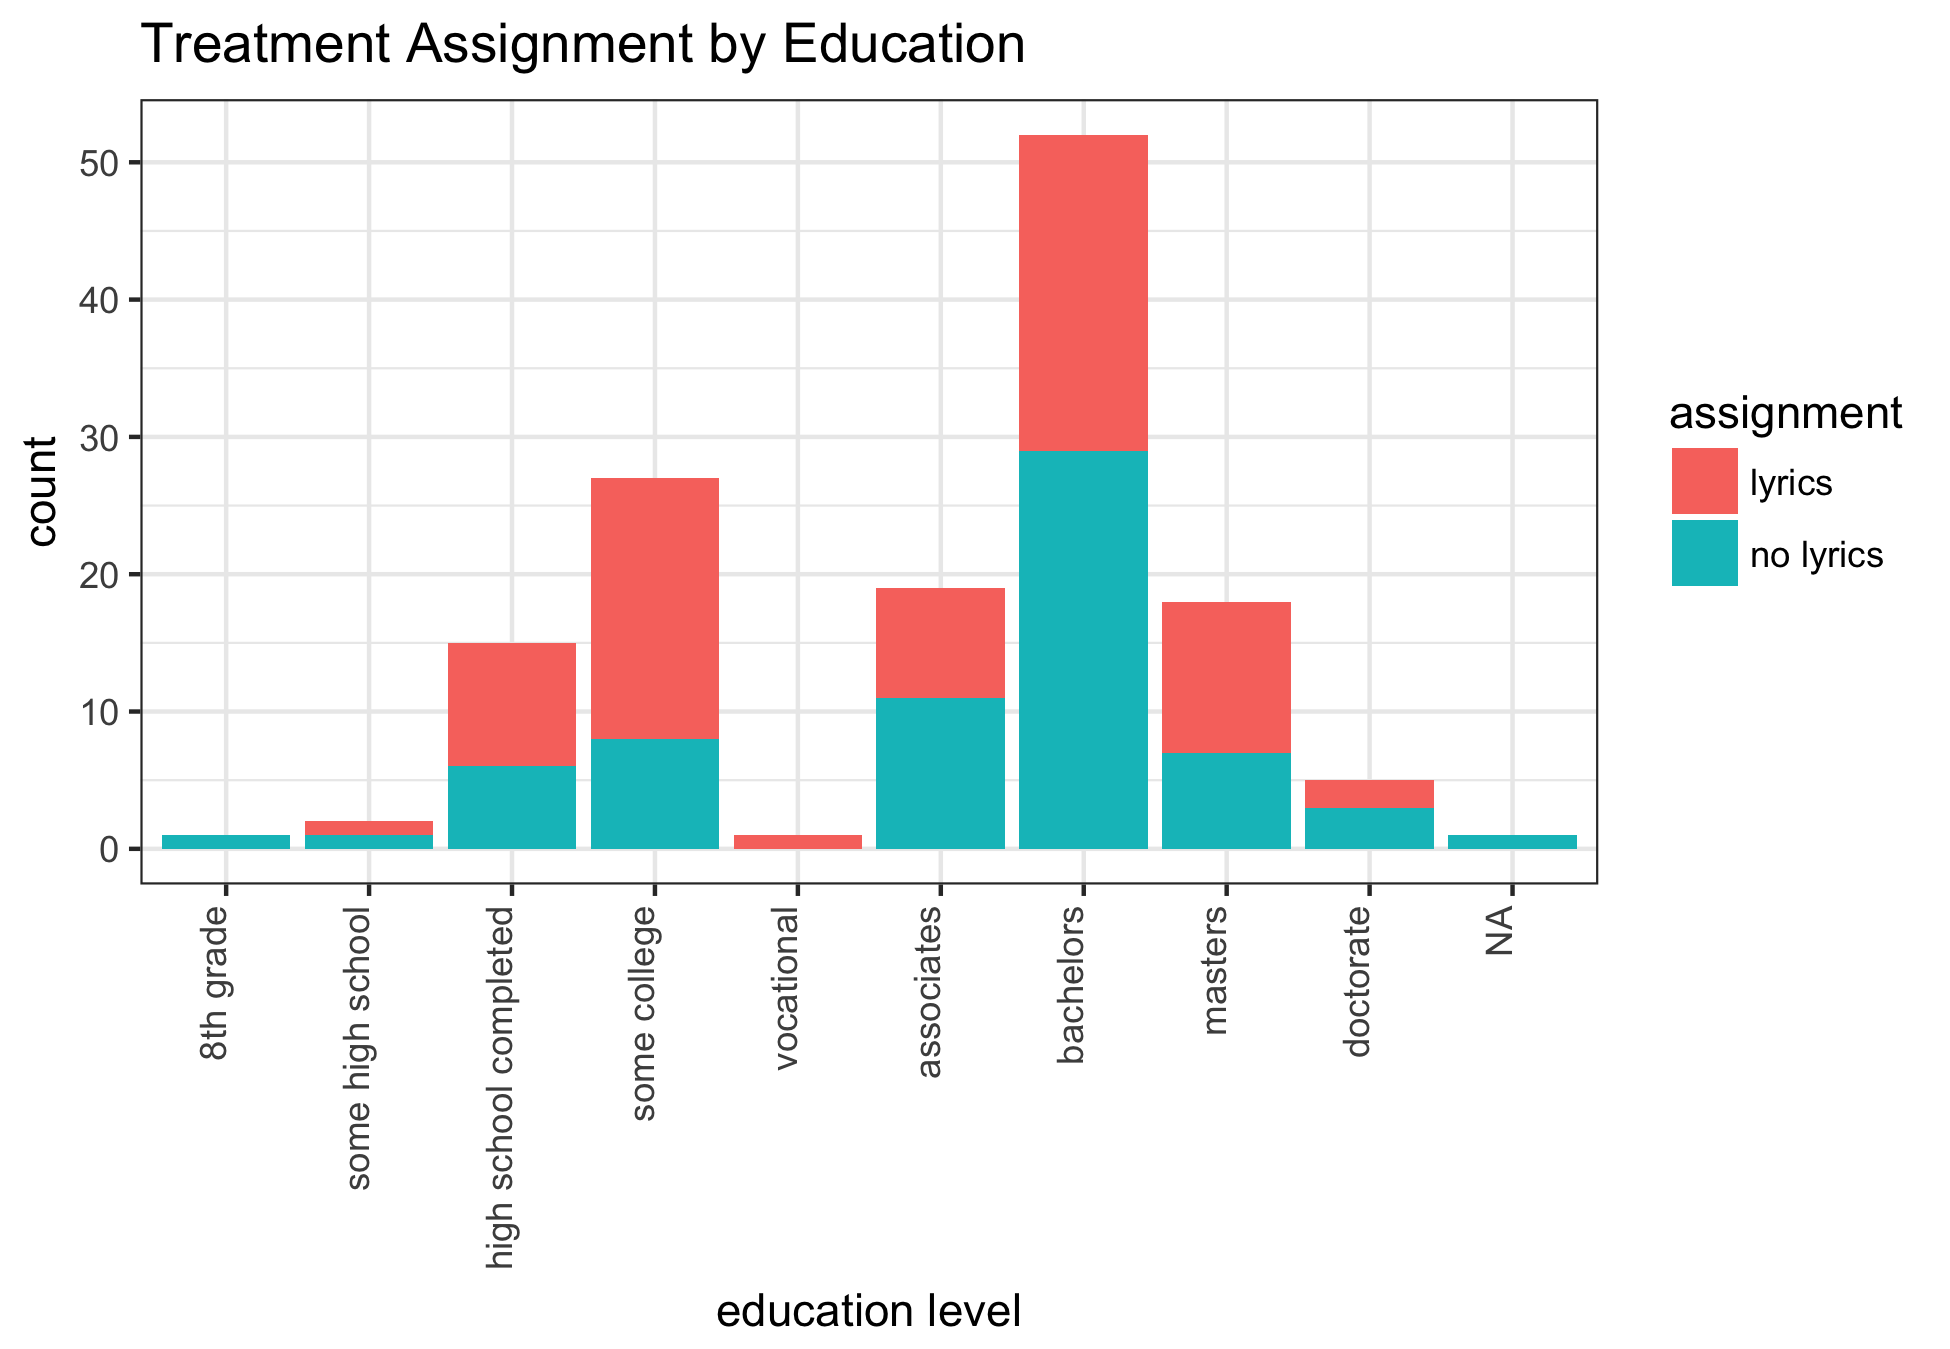 Treatment Assignment by Education
count
50
40
30
20
10
0
8th grade
some high school
high school completed
some college
vocational
associates
bachelors
masters
doctorate
NA
education level
assignment
lyrics
no lyrics